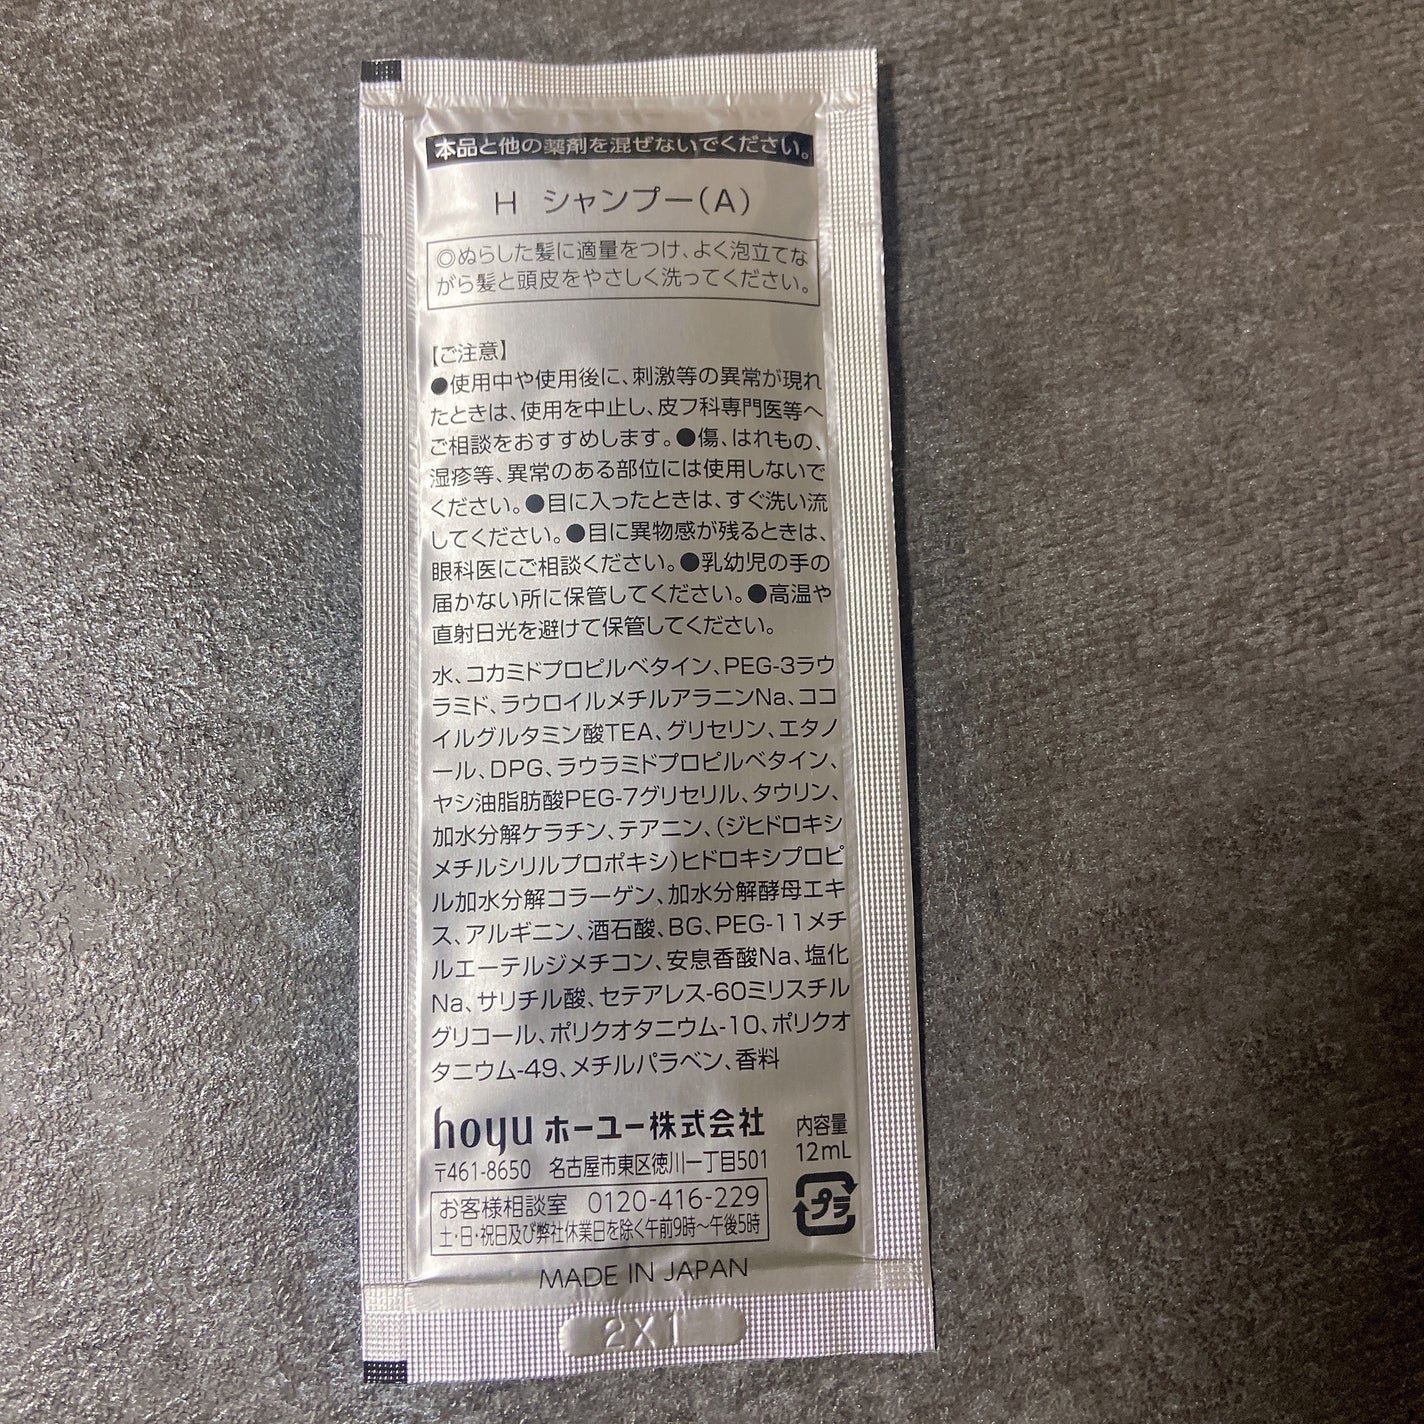 本品と他の薬剤を混ぜないでください。
H シャンプー(A)
◎ぬらした髪に適量をつけ、よく泡立てな
がら髪と頭皮をやさしく洗ってください。
【ご注意】
●使用中や使用後に、刺激等の異常が現れ
たときは、使用を中止し、皮フ科専門医等へ
ご相談をおすすめします。●傷、はれもの、
湿疹等、異常のある部位には使用しないで
ください。●目に入ったときは、すぐ洗い流
してください。●目に異物感が残るときは、
眼科医にご相談ください。●乳幼児の手の
届かない所に保管してください。●高温や
直射日光を避けて保管してください。
水、コカミドプロピルベタイン、PEG-3ラウ
ラミド、ラウロイルメチルアラニンNa、ココ
イルグルタミン酸TEA、グリセリン、エタノ
ール、DPG、ラウラミドプロピルベタイン、
ヤシ油脂肪酸PEG-7グリセリル、タウリン、
加水分解ケラチン、テアニン、(ジヒドロキシ
メチルシリルプロポキシ)ヒドロキシプロピ
ル加水分解コラーゲン、加水分解酵母エキ
ス、アルギニン、酒石酸、BG、PEG-11メチ
ルエーテルジメチコン、安息香酸Na、塩化
Na、サリチル酸、セテアレス-60ミリスチル
グリコール、ポリクオタニウム-10、ポリクオ
タニウム-49、メチルパラベン、香料
hoyu ホーユー株式会社
〒461-8650 名古屋市東区徳川一丁目501
お客様相談室 0120-416-229
土・日・祝日及び弊社休業日を除く午前9時～午後5時
内容量
12mL
プラ
MADE IN JAPAN
2X1